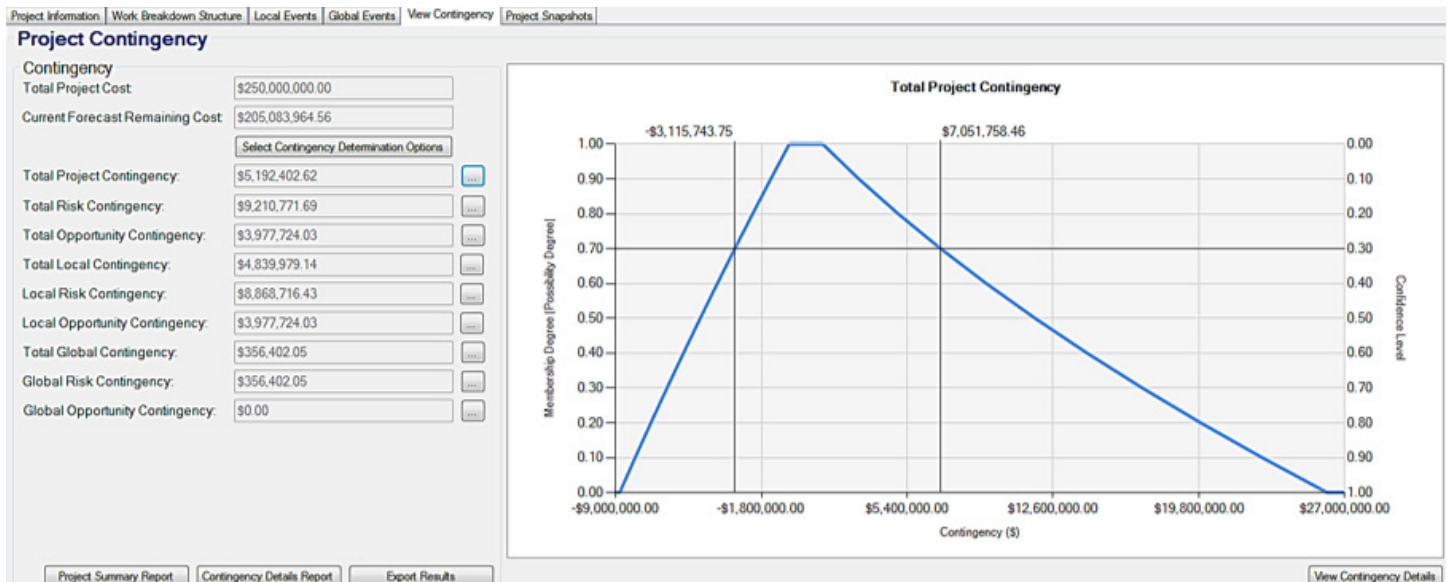 Project Information Work Breakdown Structure Local Events Global Events View Contingency Project Snapshots
Project Contingency
Contingency
Total Project Cost: $250,000,000.00
Current Forecast Remaining Cost: $205,083,964.56
Select Contingency Determination Options
Total Project Contingency: $5,192,402.62 ...
Total Risk Contingency: $9,210,771.69 ...
Total Opportunity Contingency: $3,977,724.03 ...
Total Local Contingency: $4,839,979.14 ...
Local Risk Contingency: $8,868,716.43 ...
Local Opportunity Contingency: $3,977,724.03 ...
Total Global Contingency: $356,402.05 ...
Global Risk Contingency: $356,402.05 ...
Global Opportunity Contingency: $0.00 ...
Project Summary Report Contingency Details Report Export Results
Total Project Contingency
-$3,115,743.75 $7,051,758.46
1.00 0.00
0.90 0.10
0.80 0.20
0.70 0.30
0.60 0.40
0.50 0.50
0.40 0.60
0.30 0.70
0.20 0.80
0.10 0.90
0.00 1.00
Membership Degree [Possibility Degree]
Confidence Level
-$9,000,000.00 -$1,800,000.00 $5,400,000.00 $12,600,000.00 $19,800,000.00 $27,000,000.00
Contingency ($)
View Contingency Details